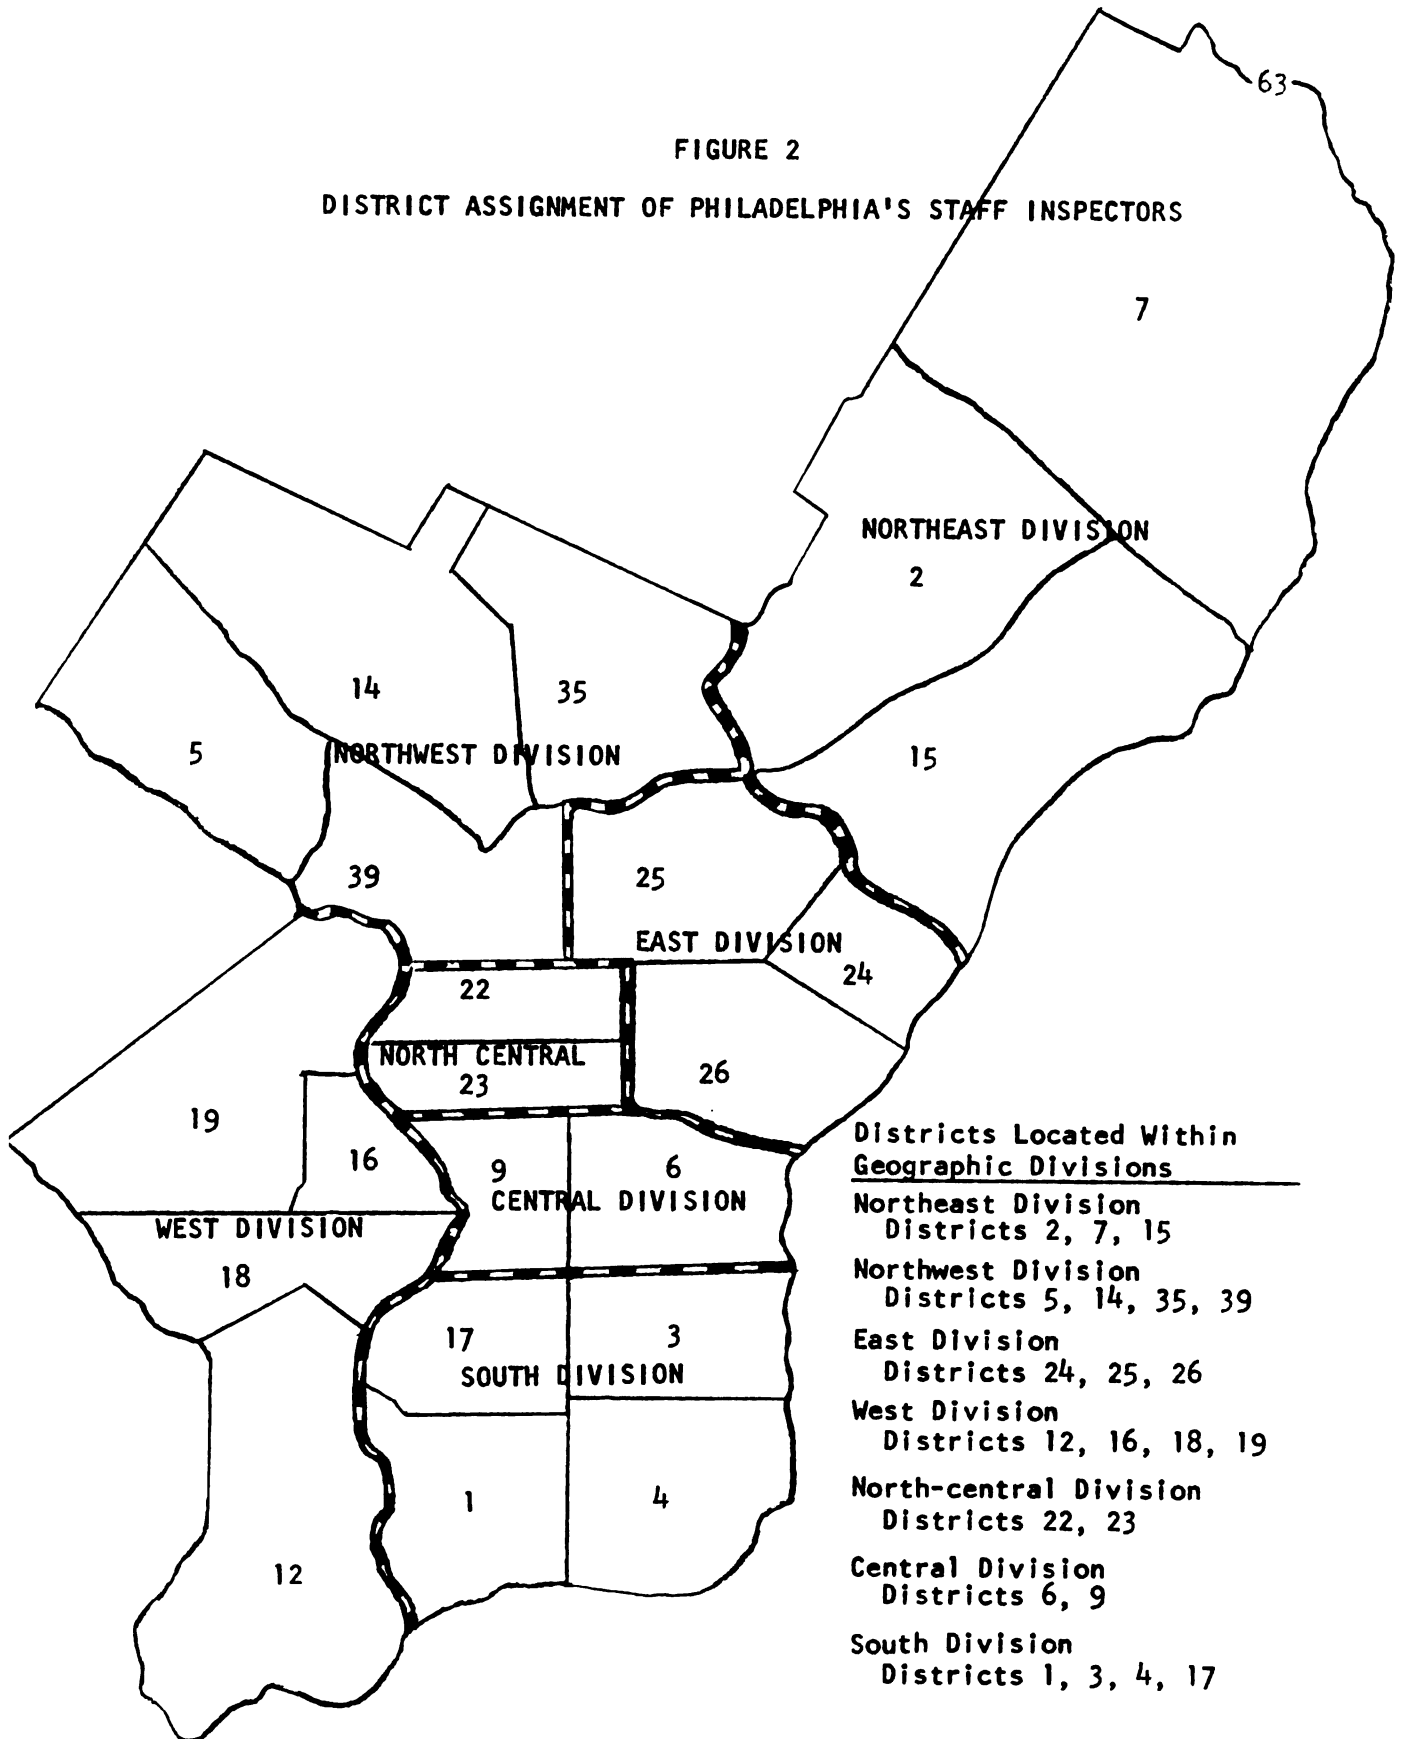 63
FIGURE 2
DISTRICT ASSIGNMENT OF PHILADELPHIA'S STAFF INSPECTORS
7
NORTHEAST DIVISION
2
14
35
5
NORTHWEST DIVISION
15
39
25
EAST DIVISION
24
22
NORTH CENTRAL
23
26
19
16
9
6
CENTRAL DIVISION
WEST DIVISION
18
17
3
SOUTH DIVISION
1
4
12
Districts Located Within
Geographic Divisions
Northeast Division
Districts 2, 7, 15
Northwest Division
Districts 5, 14, 35, 39
East Division
Districts 24, 25, 26
West Division
Districts 12, 16, 18, 19
North-central Division
Districts 22, 23
Central Division
Districts 6, 9
South Division
Districts 1, 3, 4, 17